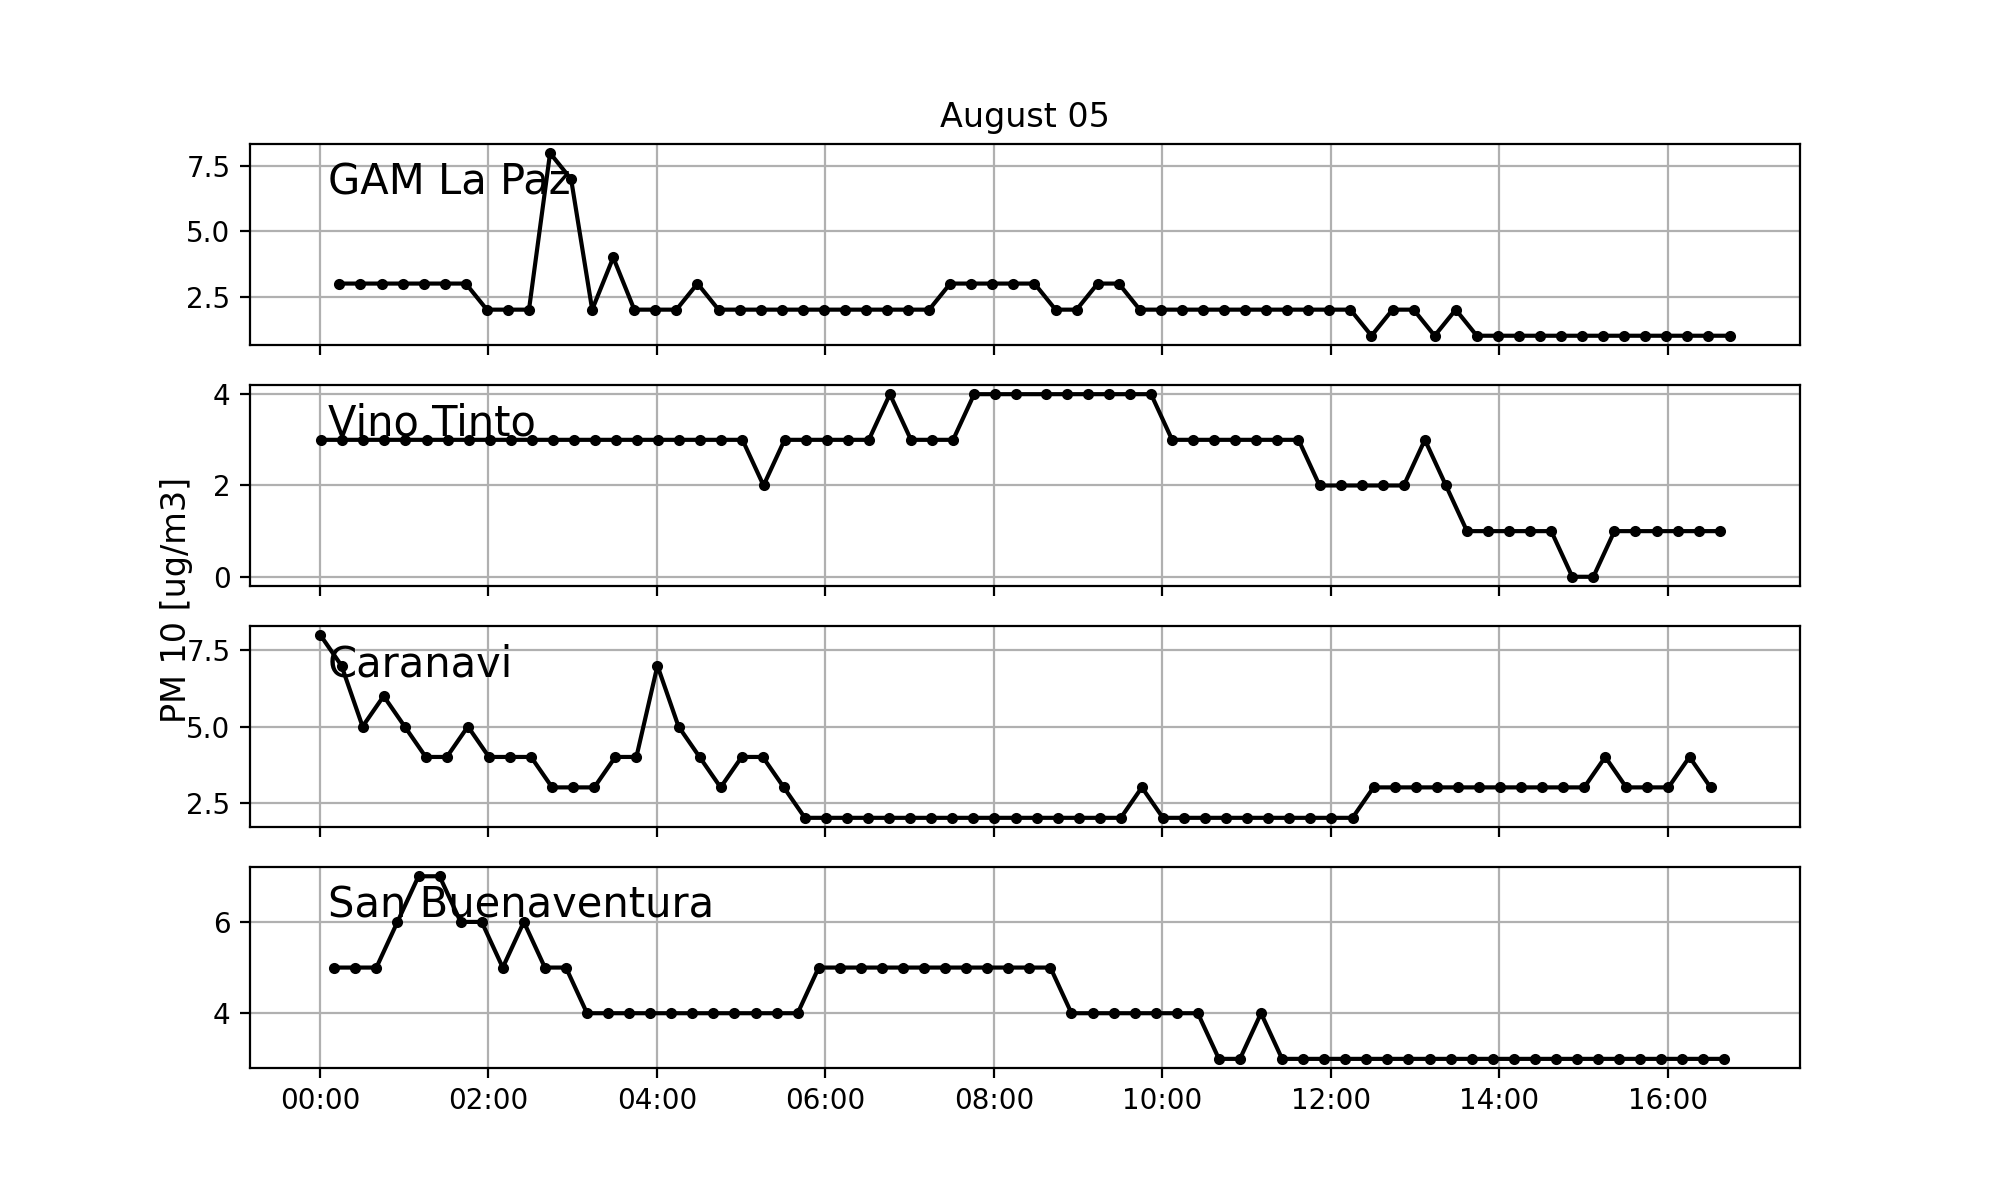 August 05
GAM La Paz
7.5
5.0
2.5
Vino Tinto
4
2
0
PM 10 [ug/m3]
Caranavi
7.5
5.0
2.5
San Buenaventura
6
4
00:00 02:00 04:00 06:00 08:00 10:00 12:00 14:00 16:00